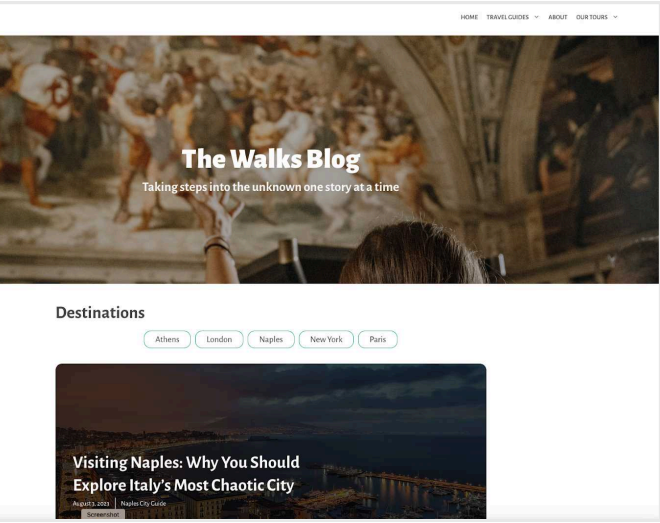 HOME TRAVEL GUIDES ABOUT OUR TOURS
The Walks Blog
Taking steps into the unknown one story at a time
Destinations
Athens London Naples New York Paris
Visiting Naples: Why You Should
Explore Italy's Most Chaotic City
August 3, 2023 Naples City Guide
Screenshot